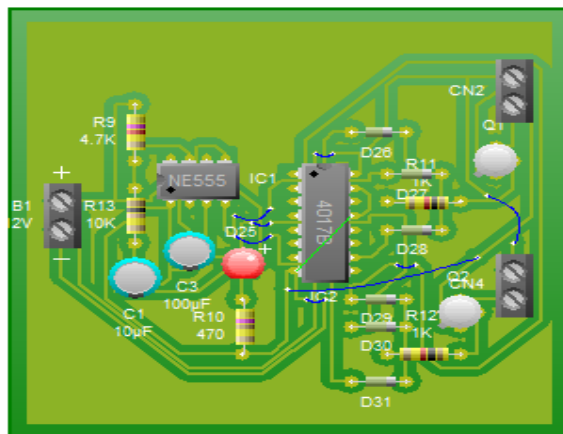 CN2
R9
4.7K
Q1
D26
+
NE555
IC1
R11
1K
4017B
D27
B1
12V
R13
10K
D25
+
D28
−
C3
100µF
Q2
CN4
IC2
C1
10µF
R10
470
D29
R12
1K
D30
D31